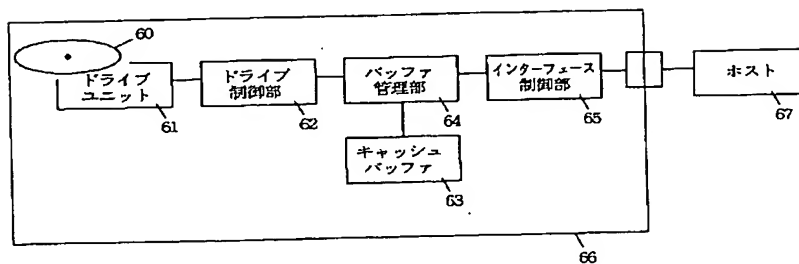 60
ドライブ
ユニット
61
ドライブ
制御部
62
バッファ
管理部
64
インターフェース
制御部
65
ホスト
67
キャッシュ
バッファ
63
66